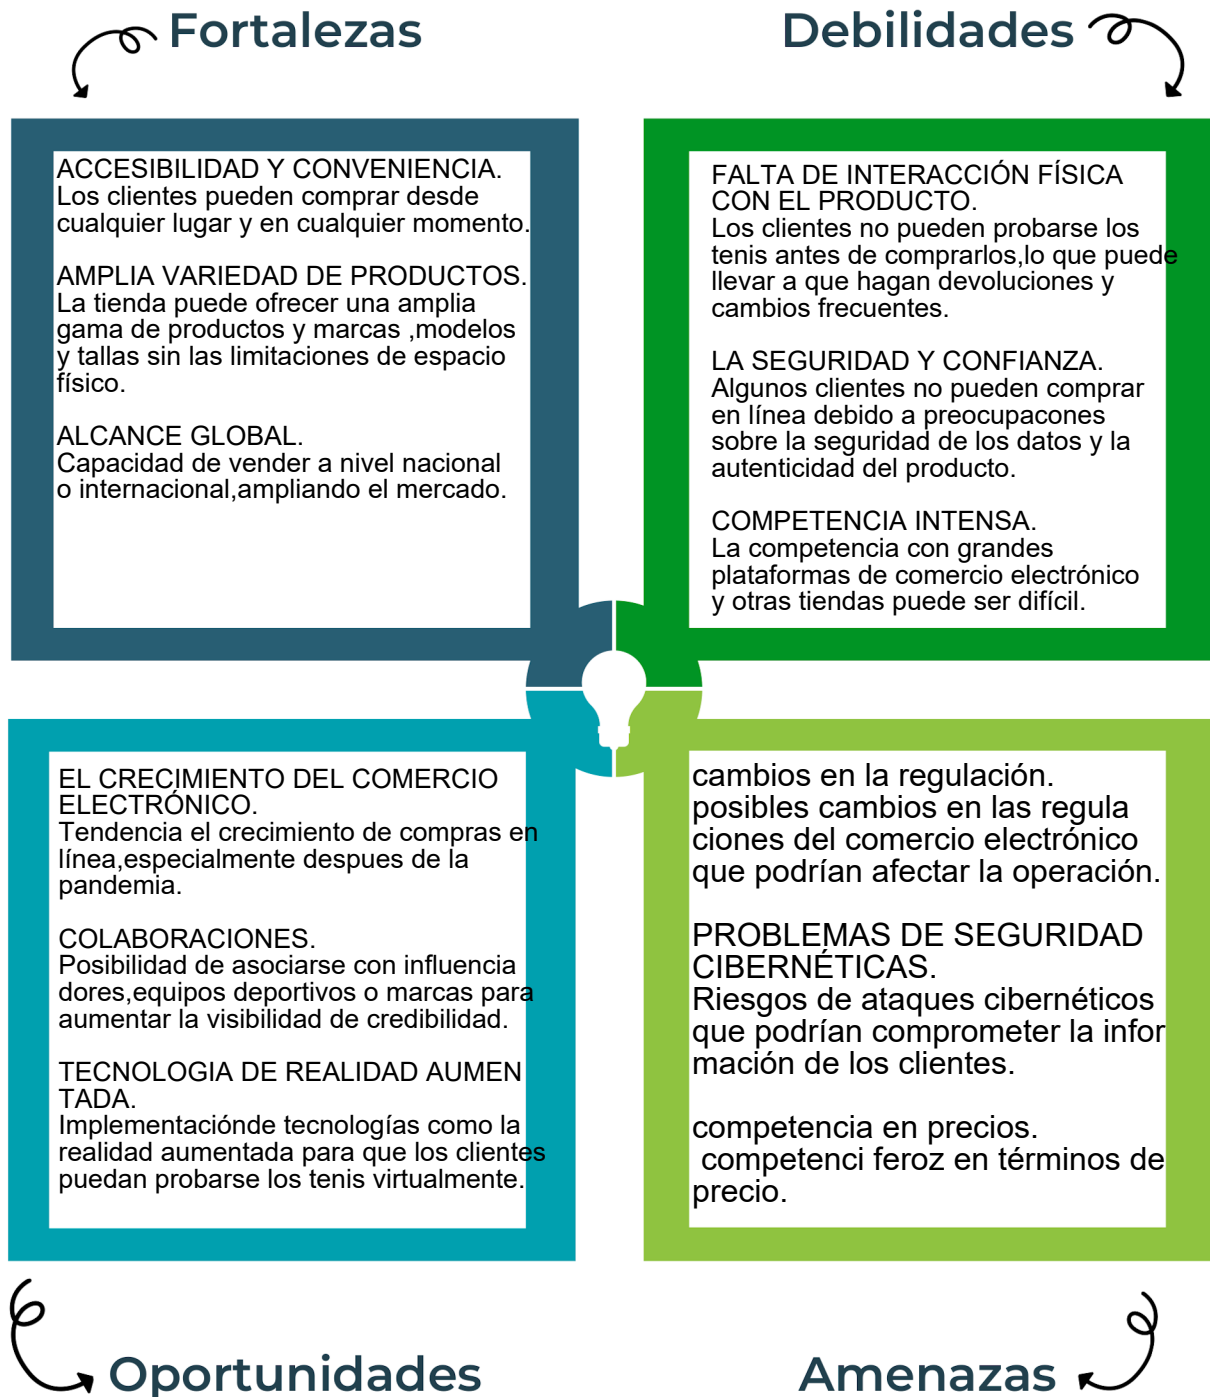 Fortalezas
ACCESIBILIDAD Y CONVENIENCIA.
Los clientes pueden comprar desde
cualquier lugar y en cualquier momento.
AMPLIA VARIEDAD DE PRODUCTOS.
La tienda puede ofrecer una amplia
gama de productos y marcas ,modelos
y tallas sin las limitaciones de espacio
físico.
ALCANCE GLOBAL.
Capacidad de vender a nivel nacional
o internacional,ampliando el mercado.
Debilidades
FALTA DE INTERACCIÓN FÍSICA
CON EL PRODUCTO.
Los clientes no pueden probarse los
tenis antes de comprarlos,lo que puede
llevar a que hagan devoluciones y
cambios frecuentes.
LA SEGURIDAD Y CONFIANZA.
Algunos clientes no pueden comprar
en línea debido a preocupacones
sobre la seguridad de los datos y la
autenticidad del producto.
COMPETENCIA INTENSA.
La competencia con grandes
plataformas de comercio electrónico
y otras tiendas puede ser difícil.
EL CRECIMIENTO DEL COMERCIO
ELECTRÓNICO.
Tendencia el crecimiento de compras en
línea,especialmente despues de la
pandemia.
COLABORACIONES.
Posibilidad de asociarse con influencia
dores,equipos deportivos o marcas para
aumentar la visibilidad de credibilidad.
TECNOLOGIA DE REALIDAD AUMEN
TADA.
Implementaciónde tecnologías como la
realidad aumentada para que los clientes
puedan probarse los tenis virtualmente.
Oportunidades
cambios en la regulación.
posibles cambios en las regula
ciones del comercio electrónico
que podrían afectar la operación.
PROBLEMAS DE SEGURIDAD
CIBERNÉTICAS.
Riesgos de ataques cibernéticos
que podrían comprometer la infor
mación de los clientes.
competencia en precios.
competenci feroz en términos de
precio.
Amenazas